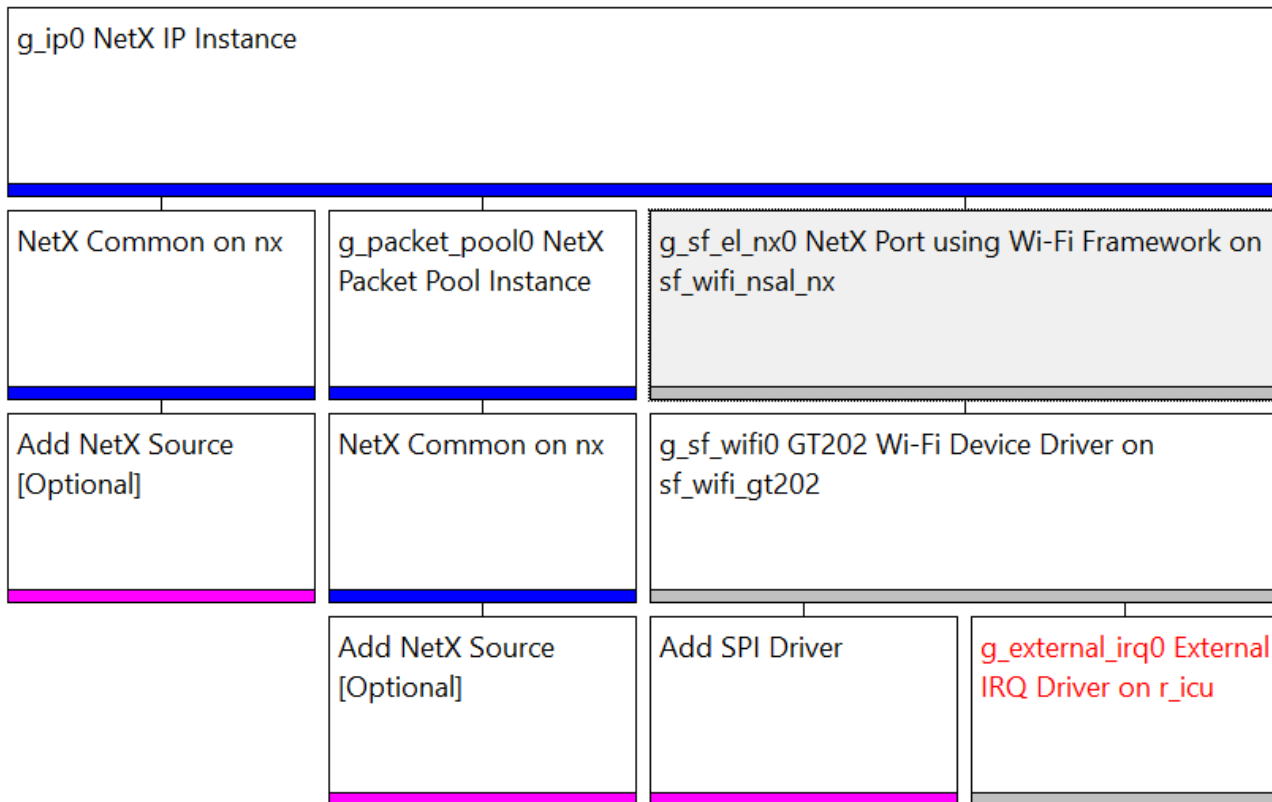 g_ip0 NetX IP Instance
NetX Common on nx
g_packet_pool0 NetX
Packet Pool Instance
g_sf_el_nx0 NetX Port using Wi-Fi Framework on
sf_wifi_nsal_nx
Add NetX Source
[Optional]
NetX Common on nx
g_sf_wifi0 GT202 Wi-Fi Device Driver on
sf_wifi_gt202
Add NetX Source
[Optional]
Add SPI Driver
g_external_irq0 External
IRQ Driver on r_icu